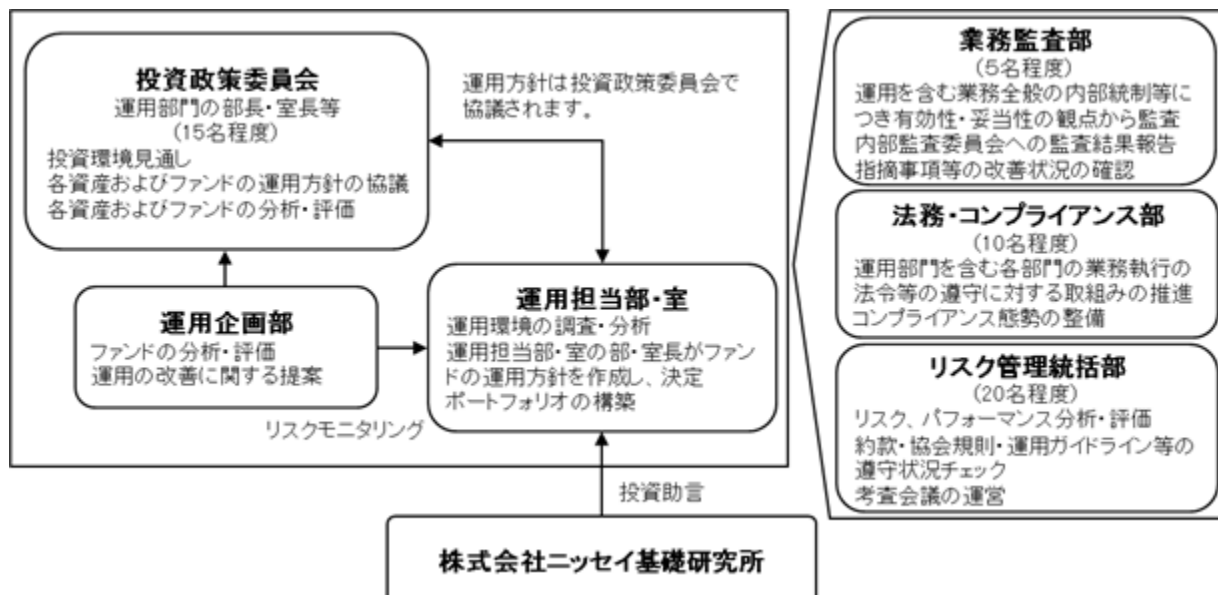 投資政策委員会
運用部門の部長・室長等
(15名程度)
投資環境見通し
各資産およびファンドの運用方針の協議
各資産およびファンドの分析・評価
運用方針は投資政策委員会で
協議されます。
運用企画部
ファンドの分析・評価
運用の改善に関する提案
リスクモニタリング
運用担当部・室
運用環境の調査・分析
運用担当部・室の部・室長がファン
ドの運用方針を作成し、決定
ポートフォリオの構築
投資助言
株式会社ニッセイ基礎研究所
業務監査部
(5名程度)
運用を含む業務全般の内部統制等に
つき有効性・妥当性の観点から監査
内部監査委員会への監査結果報告
指摘事項等の改善状況の確認
法務・コンプライアンス部
(10名程度)
運用部門を含む各部門の業務執行の
法令等の遵守に対する取組みの推進
コンプライアンス態勢の整備
リスク管理統括部
(20名程度)
リスク、パフォーマンス分析・評価
約款・協会規則・運用ガイドライン等の
遵守状況チェック
考査会議の運営